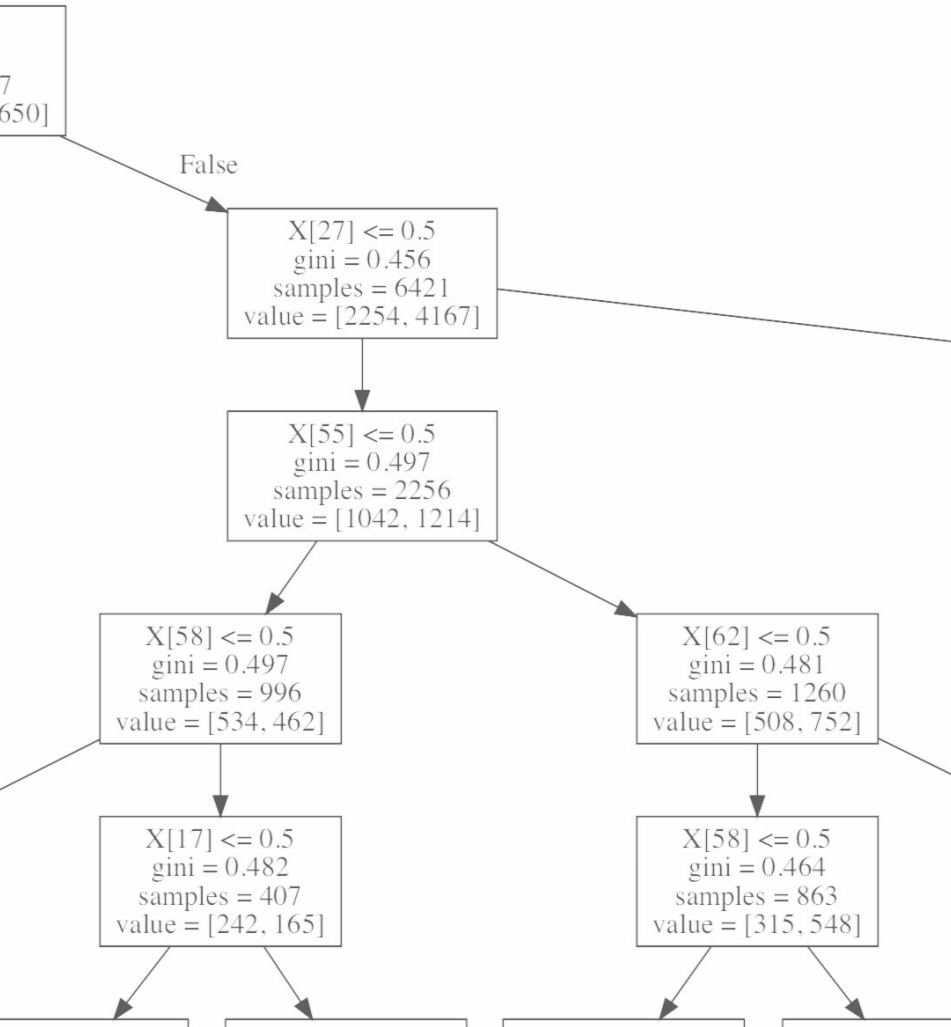 7
650]
False
X[27] <= 0.5
gini = 0.456
samples = 6421
value = [2254, 4167]
X[55] <= 0.5
gini = 0.497
samples = 2256
value = [1042, 1214]
X[58] <= 0.5
gini = 0.497
samples = 996
value = [534, 462]
X[62] <= 0.5
gini = 0.481
samples = 1260
value = [508, 752]
X[17] <= 0.5
gini = 0.482
samples = 407
value = [242, 165]
X[58] <= 0.5
gini = 0.464
samples = 863
value = [315, 548]